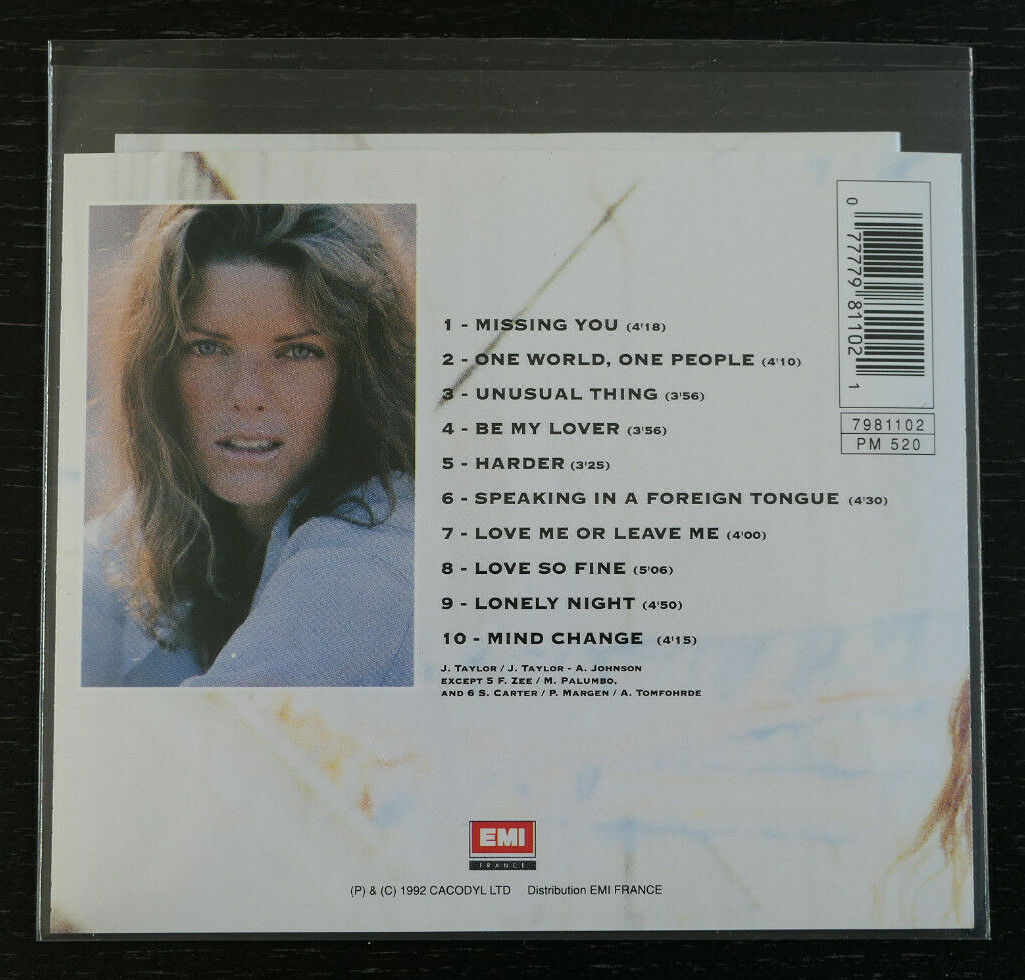 1 - MISSING YOU (4'18)
2 - ONE WORLD, ONE PEOPLE (4'10)
3 - UNUSUAL THING (3'56)
4 - BE MY LOVER (3'56)
5 - HARDER (3'25)
6 - SPEAKING IN A FOREIGN TONGUE (4'30)
7 - LOVE ME OR LEAVE ME (4'00)
8 - LOVE SO FINE (5'06)
9 - LONELY NIGHT (4'50)
10 - MIND CHANGE (4'15)
J. TAYLOR / J. TAYLOR - A. JOHNSON
EXCEPT 5 F. ZEE / M. PALUMBO,
AND 6 S. CARTER / P. MARGEN / A. TOMFOHRDE
0 77779 81102 1
7981102
PM 520
EMI
FRANCE
(P) & (C) 1992 CACODYL LTD Distribution EMI FRANCE